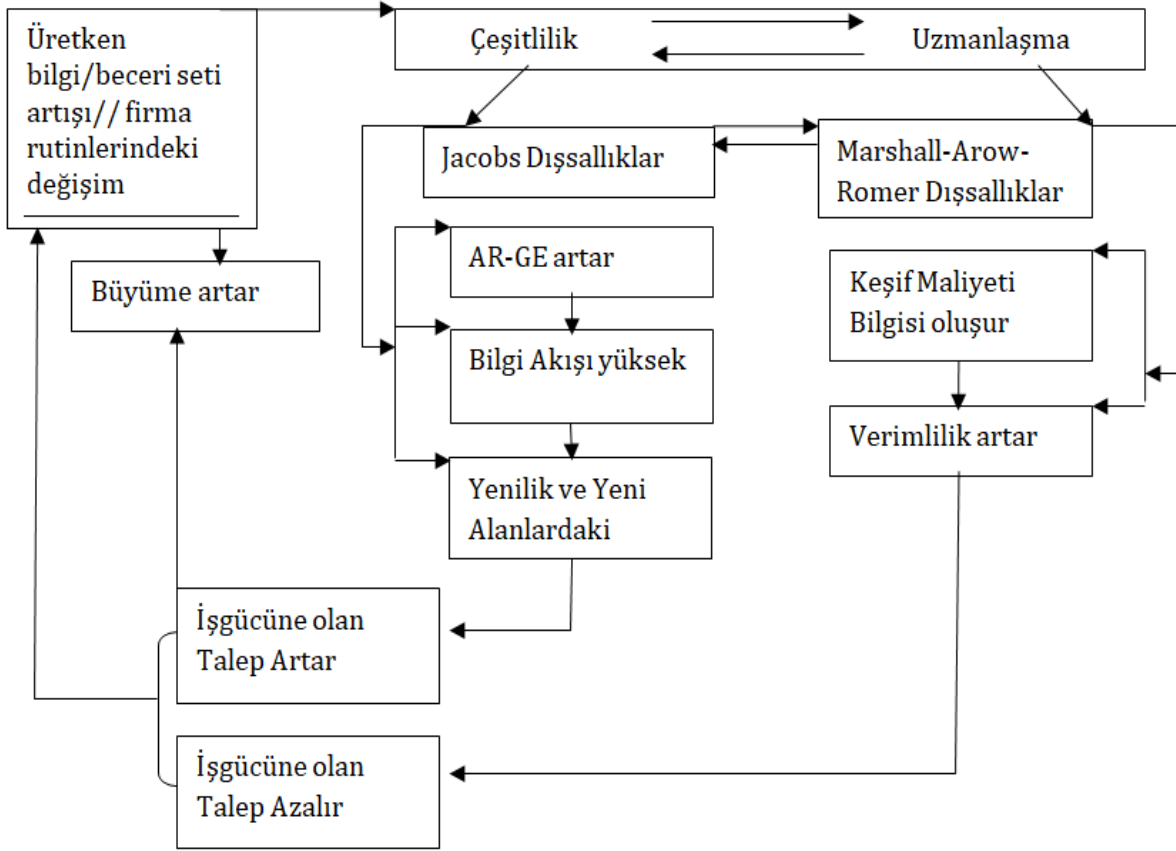 Üretken
bilgi/beceri seti
artışı// firma
rutinlerindeki
değişim
Çeşitlilik
Uzmanlaşma
Jacobs Dışsallıklar
Marshall-Arow-
Romer Dışsallıklar
Büyüme artar
AR-GE artar
Keşif Maliyeti
Bilgisi oluşur
Bilgi Akışı yüksek
Verimlilik artar
Yenilik ve Yeni
Alanlardaki
İşgücüne olan
Talep Artar
İşgücüne olan
Talep Azalır